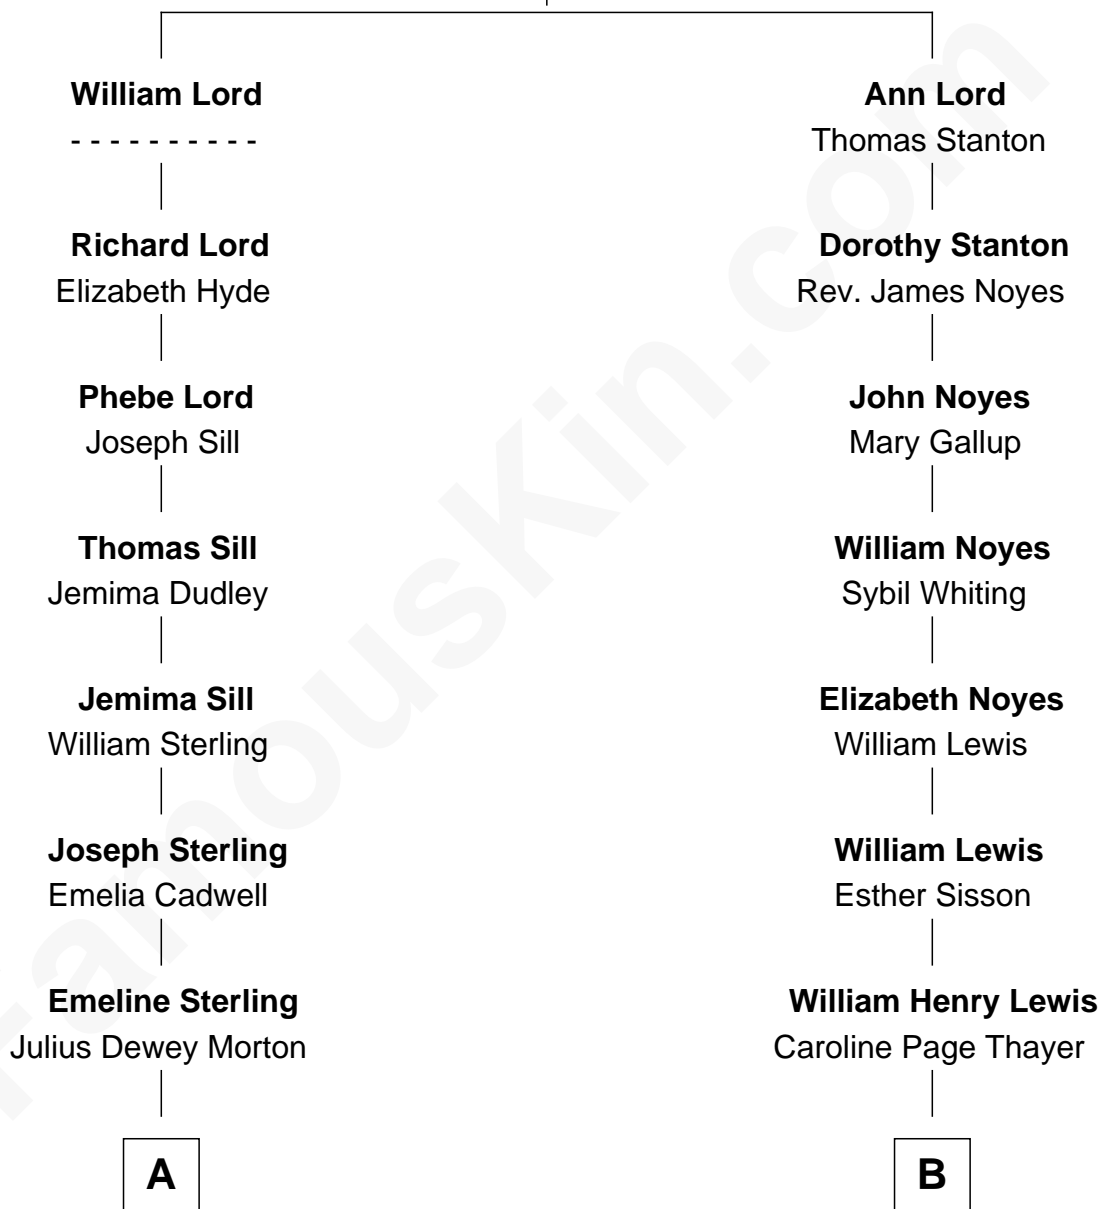 William Lord
- - - - - - - - - -
Richard Lord
Elizabeth Hyde
Phebe Lord
Joseph Sill
Thomas Sill
Jemima Dudley
Jemima Sill
William Sterling
Joseph Sterling
Emelia Cadwell
Emeline Sterling
Julius Dewey Morton
A
Ann Lord
Thomas Stanton
Dorothy Stanton
Rev. James Noyes
John Noyes
Mary Gallup
William Noyes
Sybil Whiting
Elizabeth Noyes
William Lewis
William Lewis
Esther Sisson
William Henry Lewis
Caroline Page Thayer
B
FamousKin.com